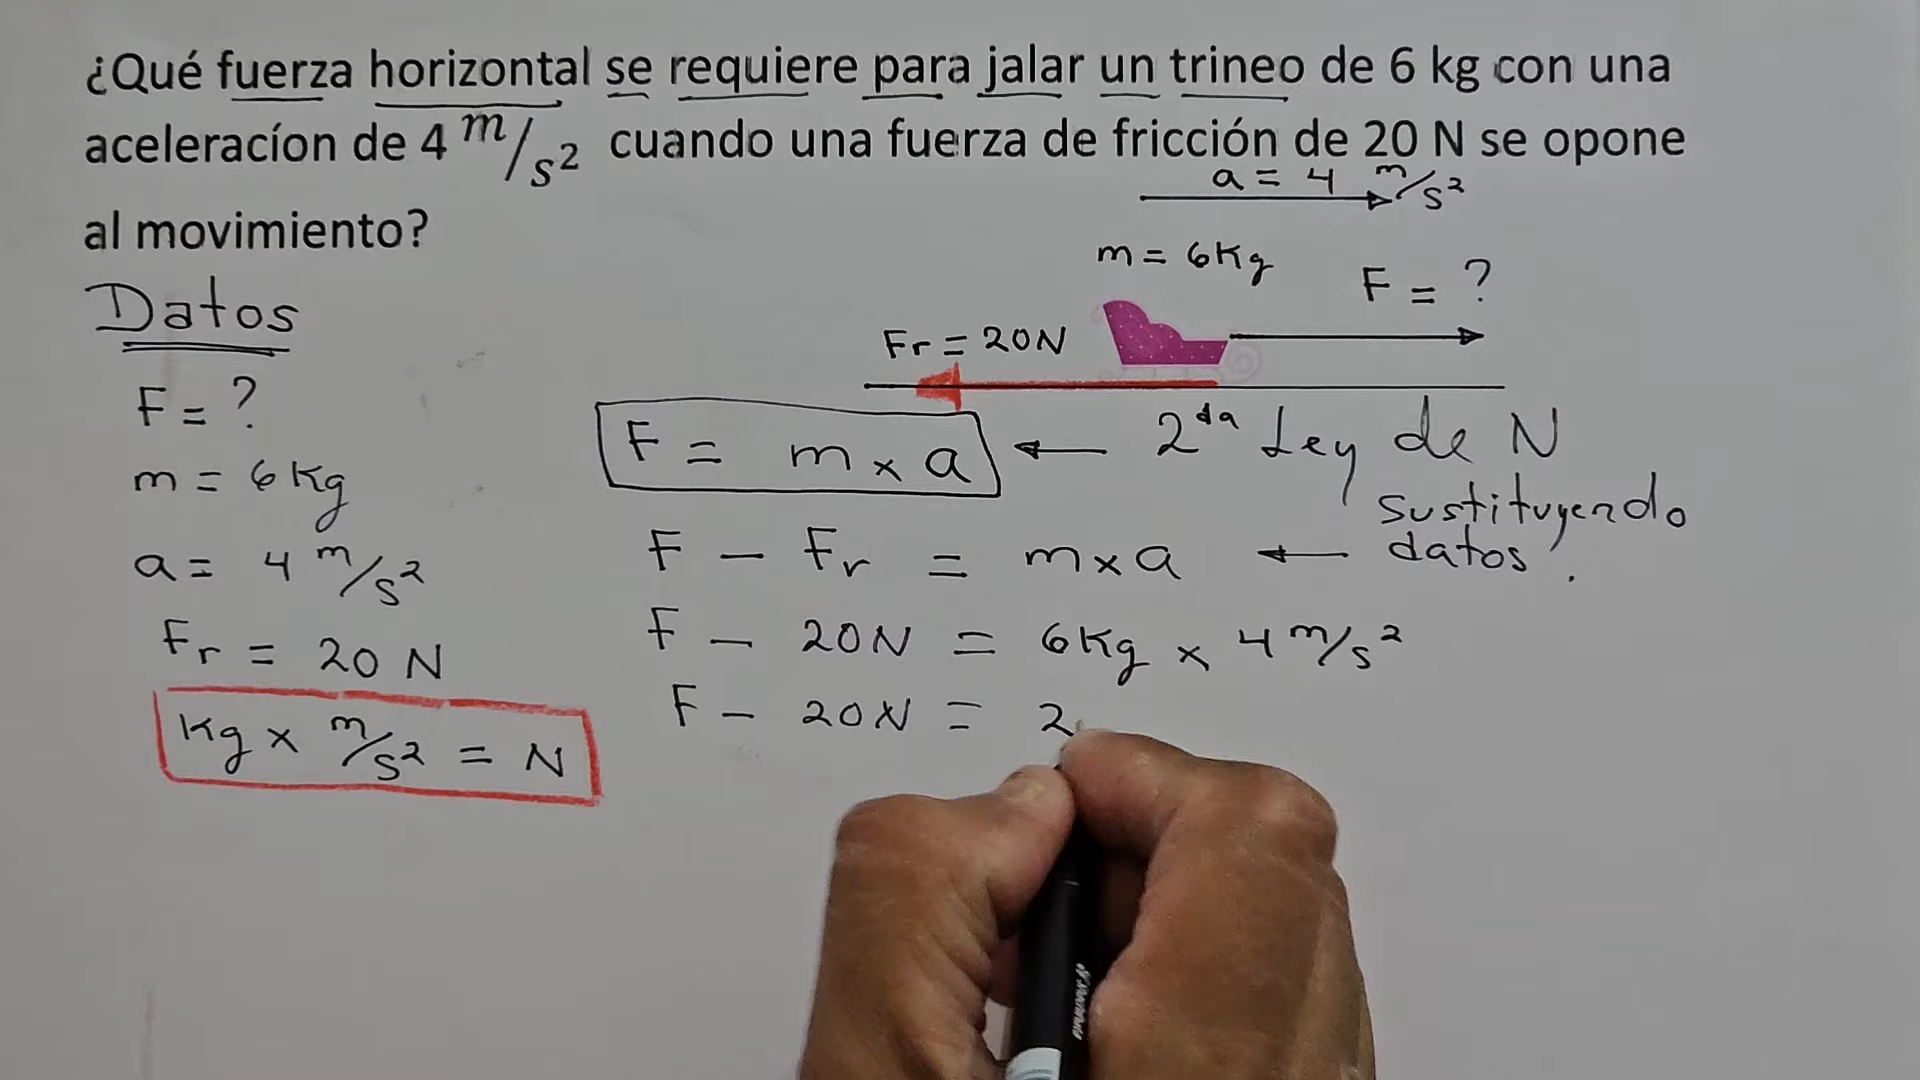 ¿Qué fuerza horizontal se requiere para jalar un trineo de 6 kg con una
aceleracíon de 4 m/s² cuando una fuerza de fricción de 20 N se opone
al movimiento?
a = 4 m/s²
m = 6Kg
F = ?
Fr = 20N
Datos
F = ?
m = 6Kg
a = 4 m/s²
Fr = 20 N
Kg x m/s² = N
F = m x a ← 2da Ley de N
sustituyendo
F - Fr = m x a ← datos.
F - 20N = 6Kg x 4 m/s²
F - 20N = 2